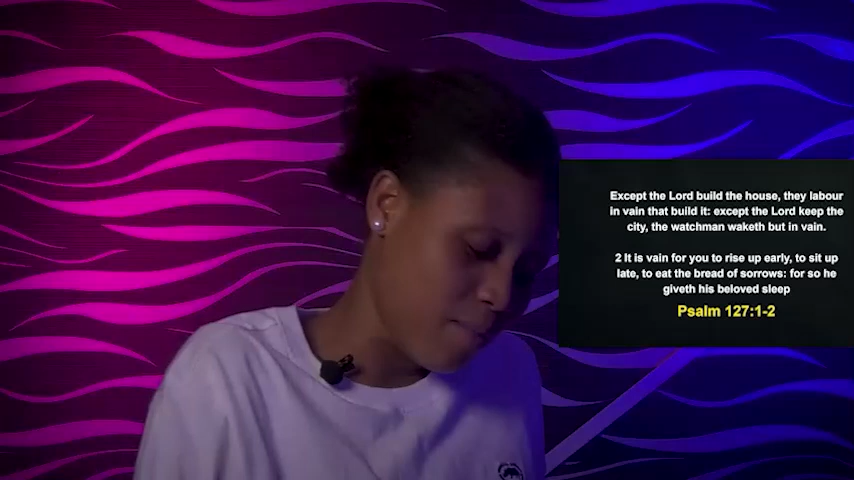 Except the Lord build the house, they labour
in vain that build it: except the Lord keep the
city, the watchman waketh but in vain.
2 It is vain for you to rise up early, to sit up
late, to eat the bread of sorrows: for so he
giveth his beloved sleep
Psalm 127:1-2